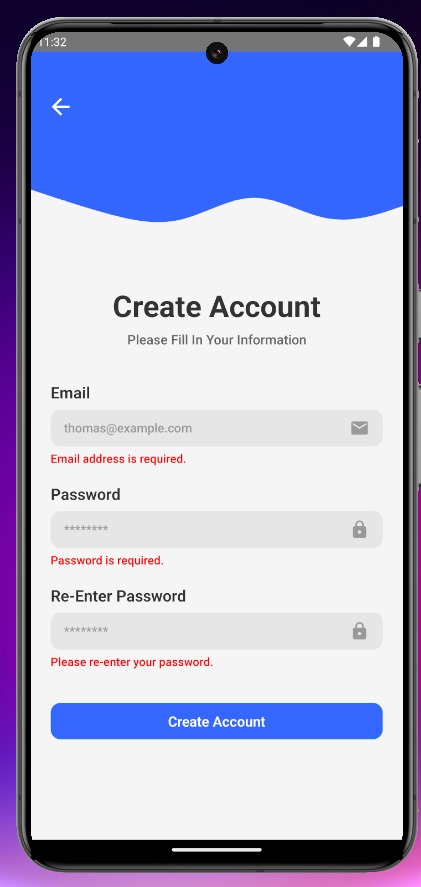 11:32
Create Account
Please Fill In Your Information
Email
thomas@example.com
Email address is required.
Password
********
Password is required.
Re-Enter Password
********
Please re-enter your password.
Create Account